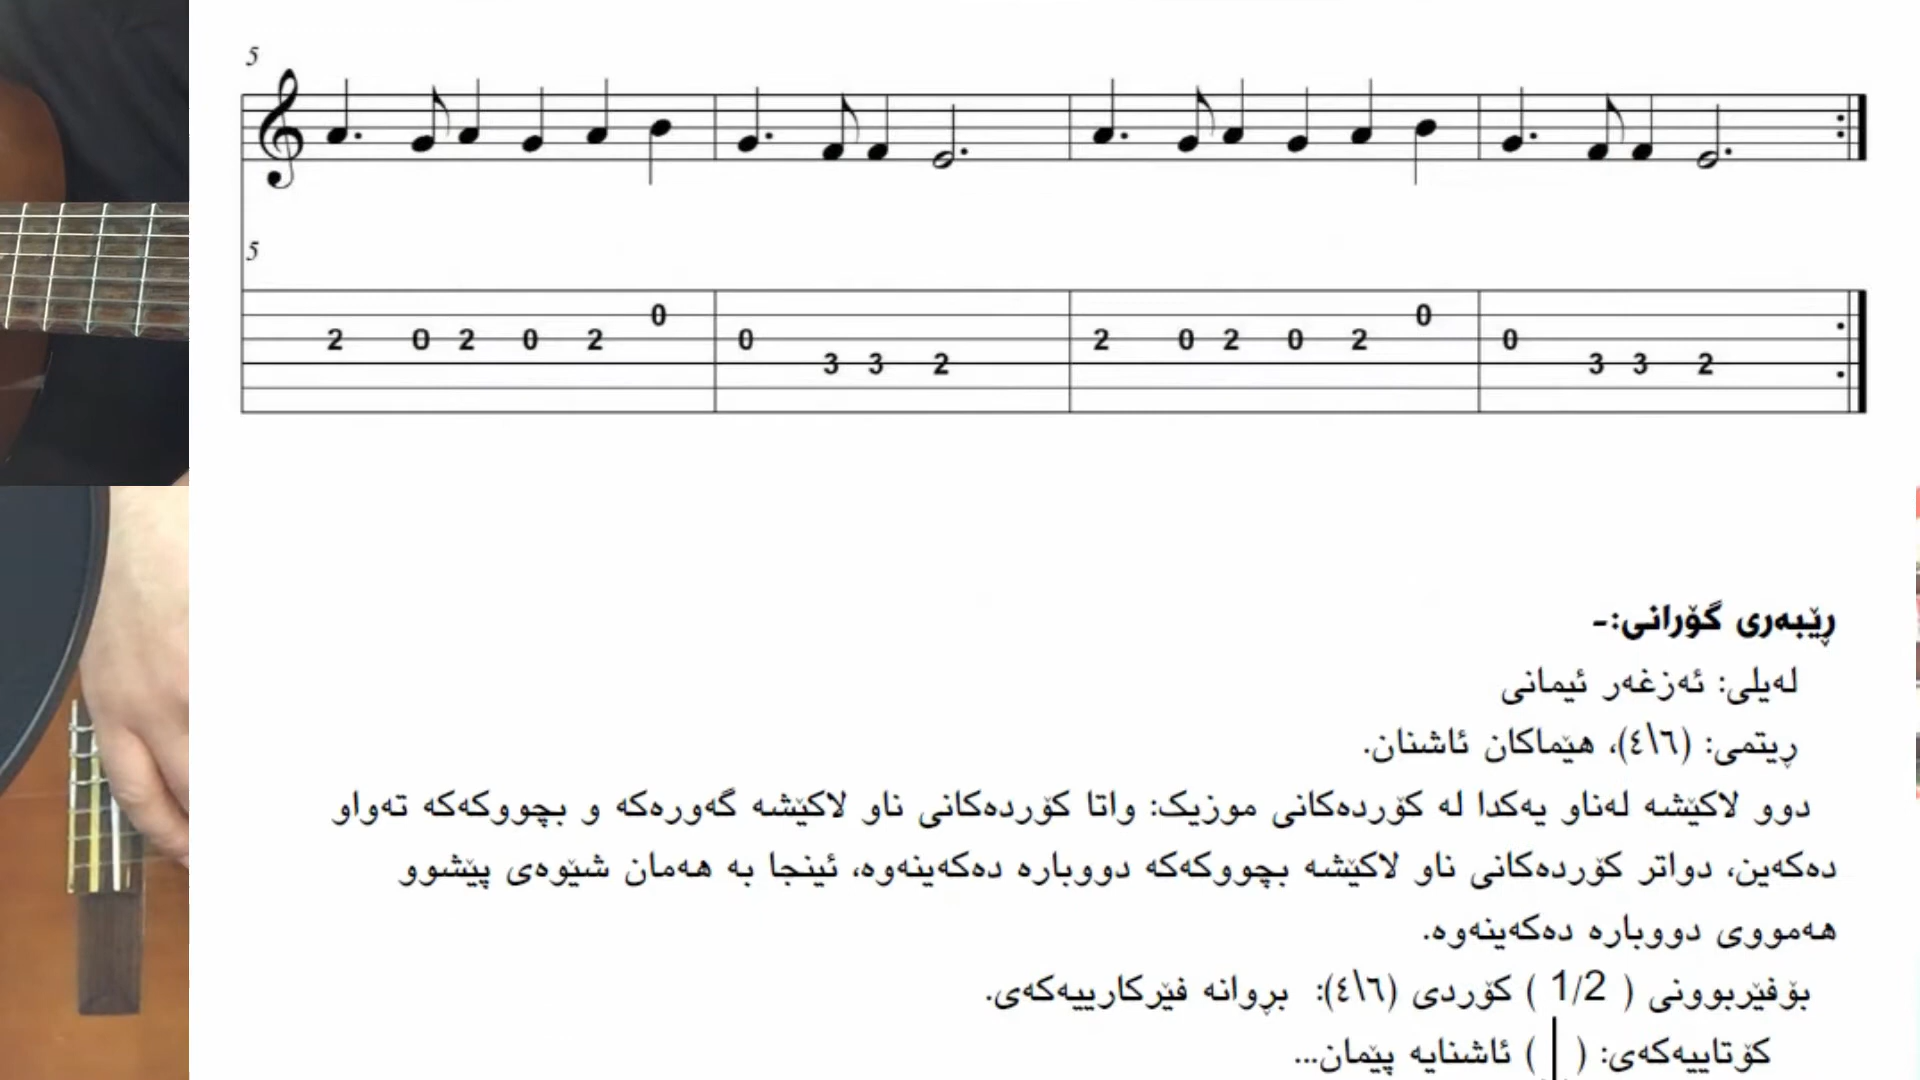 5
5
2 0 2 0 2 0 0 3 3 2 2 0 2 0 2 0 0 3 3 2
ڕێبەری گۆرانی:-
لەیلی: ئەزغەر ئیمانی
ڕیتمی: (٦\٤)، هێماکان ئاشنان.
دوو لاکێشە لەناو یەکدا لە کۆردەکانی موزیک: واتا کۆردەکانی ناو لاکێشە گەورەکە و بچووکەکە تەواو
دەکەین، دواتر کۆردەکانی ناو لاکێشە بچووکەکە دووبارە دەکەینەوە، ئینجا بە هەمان شێوەی پێشوو
هەمووی دووبارە دەکەینەوە.
بۆفێربوونی ( 1/2 ) کۆردی (٦\٤): بڕوانە فێرکارییەکەی.
کۆتاییەکەی: ( | ) ئاشنایە پێمان...